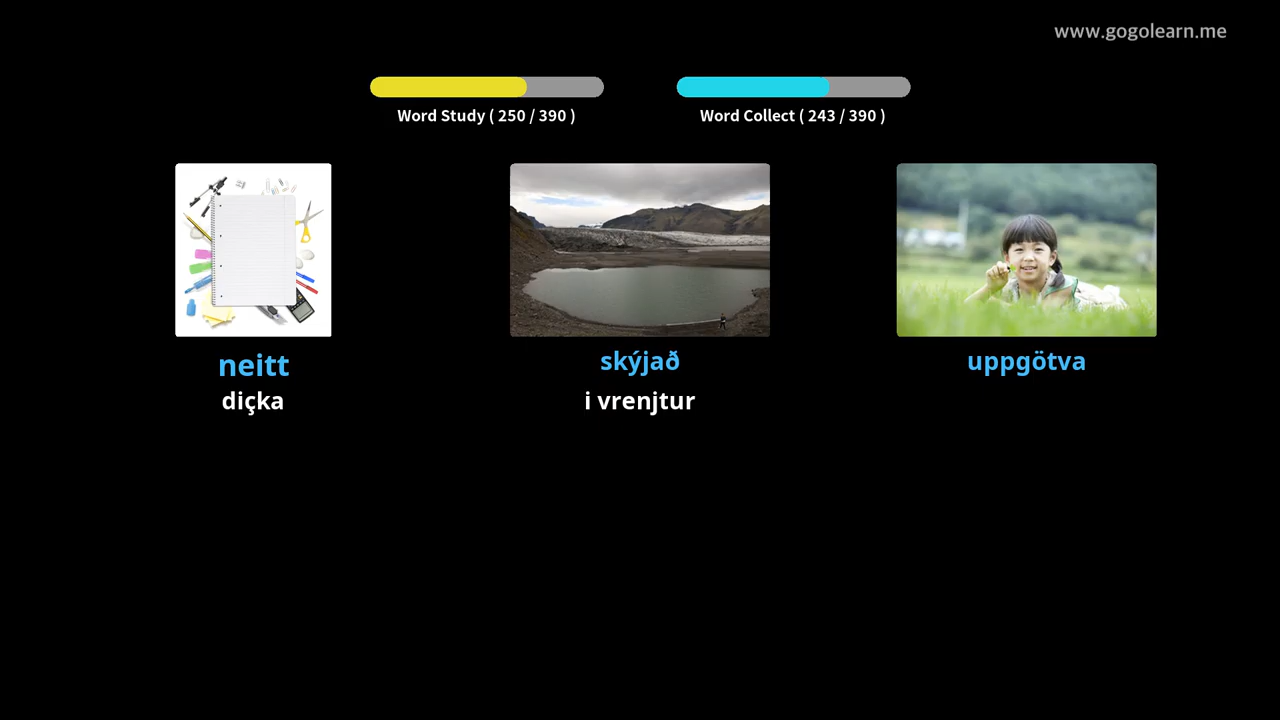 www.gogolearn.me
Word Study ( 250 / 390 )
Word Collect ( 243 / 390 )
neitt
skýjað
uppgötva
diçka
i vrenjtur